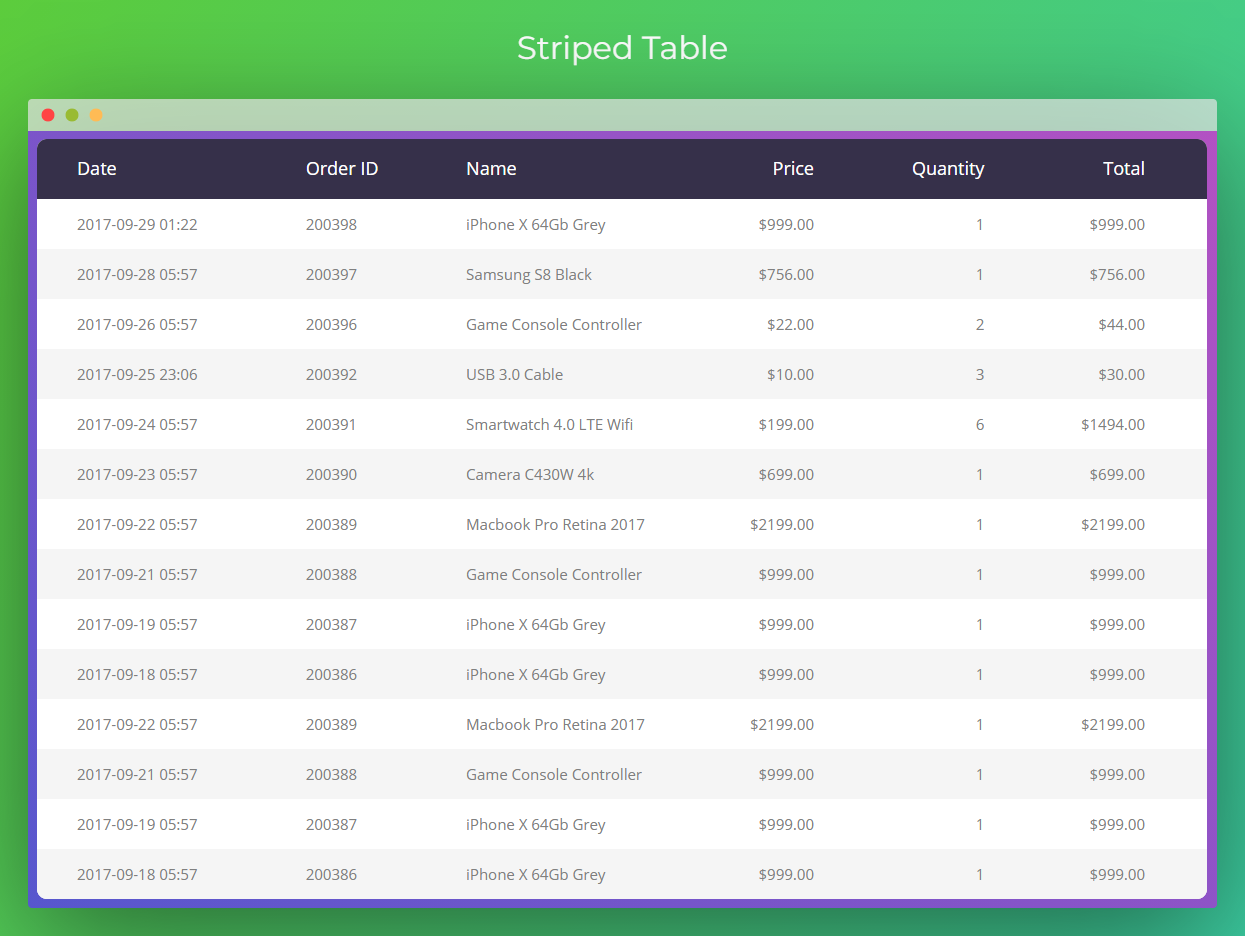 Striped Table
Date Order ID Name Price Quantity Total
2017-09-29 01:22 200398 iPhone X 64Gb Grey $999.00 1 $999.00
2017-09-28 05:57 200397 Samsung S8 Black $756.00 1 $756.00
2017-09-26 05:57 200396 Game Console Controller $22.00 2 $44.00
2017-09-25 23:06 200392 USB 3.0 Cable $10.00 3 $30.00
2017-09-24 05:57 200391 Smartwatch 4.0 LTE Wifi $199.00 6 $1494.00
2017-09-23 05:57 200390 Camera C430W 4k $699.00 1 $699.00
2017-09-22 05:57 200389 Macbook Pro Retina 2017 $2199.00 1 $2199.00
2017-09-21 05:57 200388 Game Console Controller $999.00 1 $999.00
2017-09-19 05:57 200387 iPhone X 64Gb Grey $999.00 1 $999.00
2017-09-18 05:57 200386 iPhone X 64Gb Grey $999.00 1 $999.00
2017-09-22 05:57 200389 Macbook Pro Retina 2017 $2199.00 1 $2199.00
2017-09-21 05:57 200388 Game Console Controller $999.00 1 $999.00
2017-09-19 05:57 200387 iPhone X 64Gb Grey $999.00 1 $999.00
2017-09-18 05:57 200386 iPhone X 64Gb Grey $999.00 1 $999.00